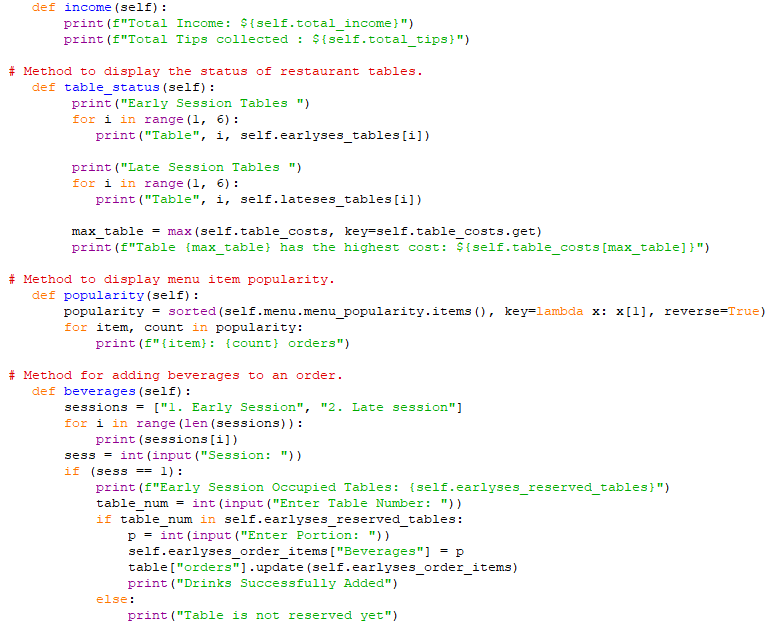 def income(self):
    print(f"Total Income: ${self.total_income}")
    print(f"Total Tips collected : ${self.total_tips}")
# Method to display the status of restaurant tables.
def table_status(self):
    print("Early Session Tables ")
    for i in range(1, 6):
        print("Table", i, self.earlyses_tables[i])
    print("Late Session Tables ")
    for i in range(1, 6):
        print("Table", i, self.lateses_tables[i])
    max_table = max(self.table_costs, key=self.table_costs.get)
    print(f"Table {max_table} has the highest cost: ${self.table_costs[max_table]}")
# Method to display menu item popularity.
def popularity(self):
    popularity = sorted(self.menu.menu_popularity.items(), key=lambda x: x[1], reverse=True)
    for item, count in popularity:
        print(f"{item}: {count} orders")
# Method for adding beverages to an order.
def beverages(self):
    sessions = ["1. Early Session", "2. Late session"]
    for i in range(len(sessions)):
        print(sessions[i])
    sess = int(input("Session: "))
    if (sess == 1):
        print(f"Early Session Occupied Tables: {self.earlyses_reserved_tables}")
        table_num = int(input("Enter Table Number: "))
        if table_num in self.earlyses_reserved_tables:
            p = int(input("Enter Portion: "))
            self.earlyses_order_items["Beverages"] = p
            table["orders"].update(self.earlyses_order_items)
            print("Drinks Successfully Added")
        else:
            print("Table is not reserved yet")